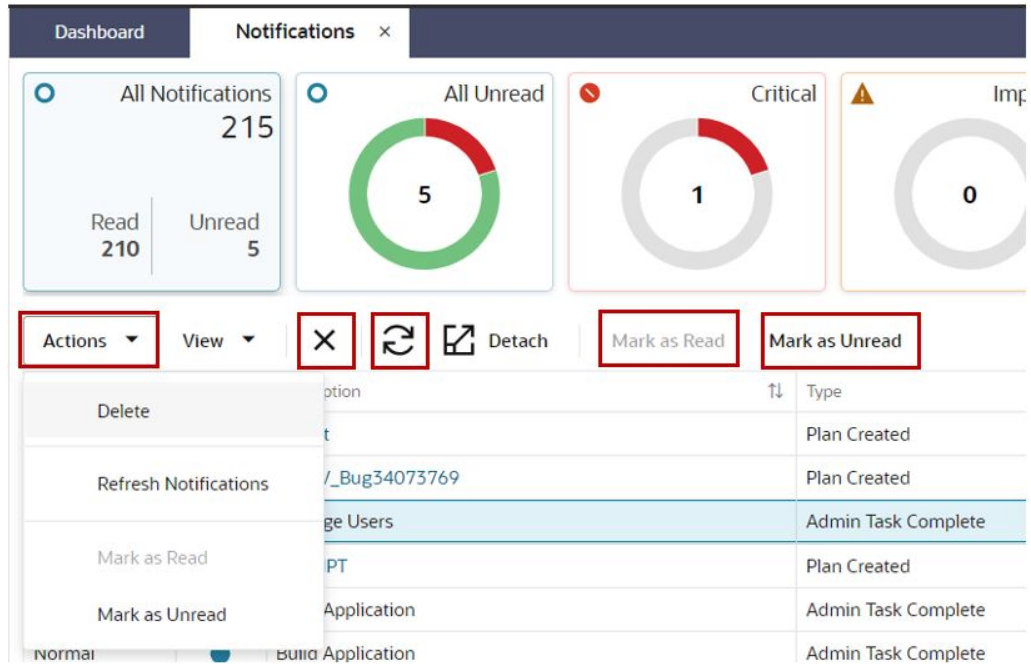 Dashboard Notifications ×
All Notifications
215
Read Unread
210 5
All Unread
5
Critical
1
Imp
0
Actions View Detach Mark as Read Mark as Unread
Delete
Refresh Notifications
Mark as Read
Mark as Unread
ption Type
t Plan Created
/_Bug34073769 Plan Created
ge Users Admin Task Complete
PT Plan Created
Application Admin Task Complete
Normal Build Application Admin Task Complete